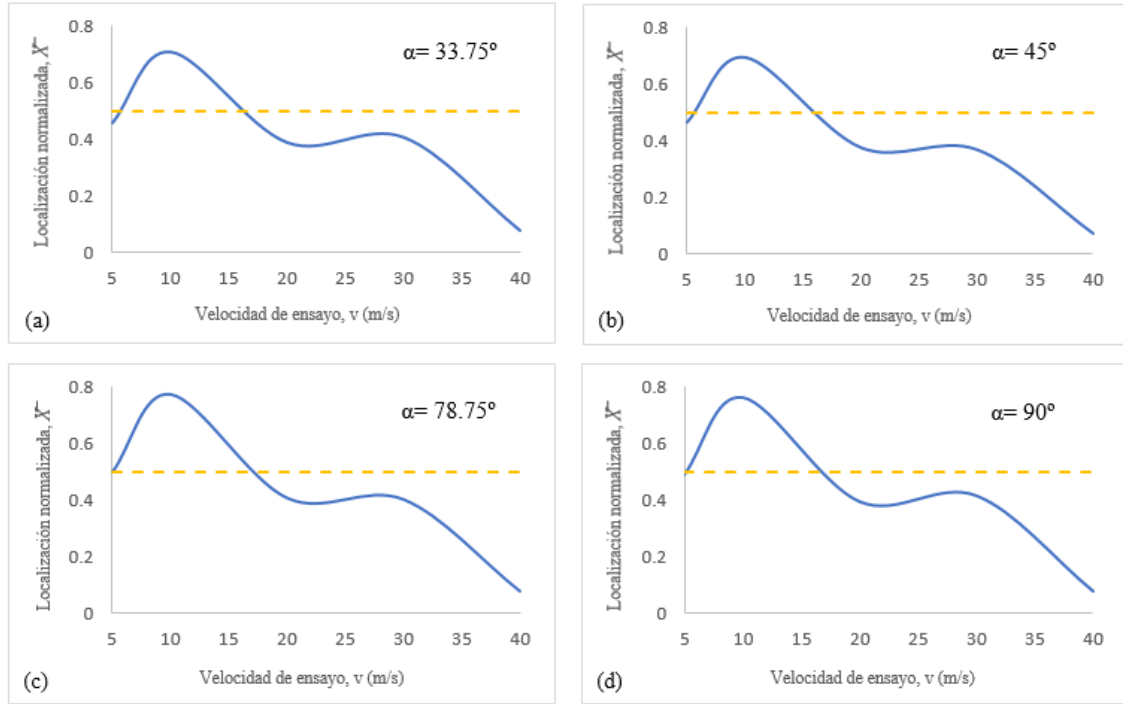 0.8
0.6
0.4
0.2
0
Localización normalizada, X̅
α= 33.75º
5 10 15 20 25 30 35 40
Velocidad de ensayo, v (m/s)
(a)
0.8
0.6
0.4
0.2
0
Localización normalizada, X̅
α= 45º
5 10 15 20 25 30 35 40
Velocidad de ensayo, v (m/s)
(b)
0.8
0.6
0.4
0.2
0
Localización normalizada, X̅
α= 78.75º
5 10 15 20 25 30 35 40
Velocidad de ensayo, v (m/s)
(c)
0.8
0.6
0.4
0.2
0
Localización normalizada, X̅
α= 90º
5 10 15 20 25 30 35 40
Velocidad de ensayo, v (m/s)
(d)